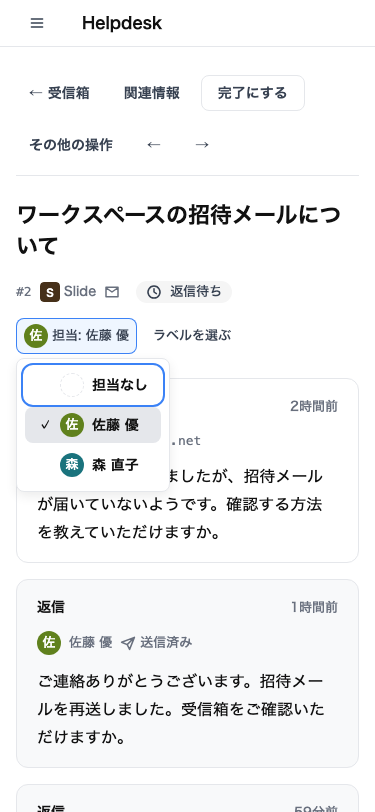 Helpdesk
← 受信箱
関連情報
完了にする
その他の操作
←
→
ワークスペースの招待メールにつ
いて
#2
S
Slide
返信待ち
佐
担当: 佐藤 優
ラベルを選ぶ
担当なし
✓
佐
佐藤 優
森
森 直子
2時間前
.net
ましたが、招待メール
が届いていないようです。確認する方法
を教えていただけますか。
返信
1時間前
佐
佐藤 優
送信済み
ご連絡ありがとうございます。招待メー
ルを再送しました。受信箱をご確認いた
だけますか。
返信
59分前